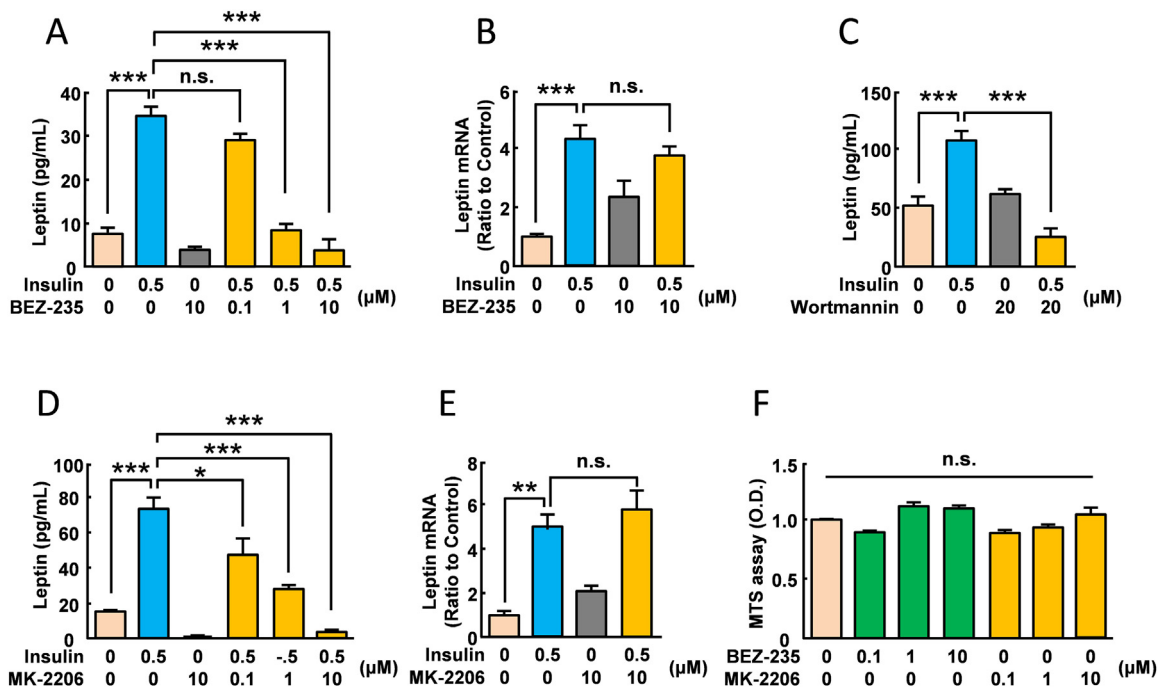 A
***
***
n.s.
***
Leptin (pg/mL)
40
30
20
10
0
Insulin 0 0.5 0 0.5 0.5 0.5
BEZ-235 0 0 10 0.1 1 10 (μM)
B
***
n.s.
Leptin mRNA
(Ratio to Control)
6
4
2
0
Insulin 0 0.5 0 0.5
BEZ-235 0 0 10 10 (μM)
C
***
***
Leptin (pg/mL)
150
100
50
0
Insulin 0 0.5 0 0.5
Wortmannin 0 0 20 20 (μM)
D
***
***
*
***
Leptin (pg/mL)
100
80
60
40
20
0
Insulin 0 0.5 0 0.5 -.5 0.5
MK-2206 0 0 10 0.1 1 10 (μM)
E
n.s.
**
Leptin mRNA
(Ratio to Control)
8
6
4
2
0
Insulin 0 0.5 0 0.5
MK-2206 0 0 10 10 (μM)
F
n.s.
MTS assay (O.D.)
1.5
1.0
0.5
0
BEZ-235 0 0.1 1 10 0 0 0
MK-2206 0 0 0 0 0.1 1 10 (μM)